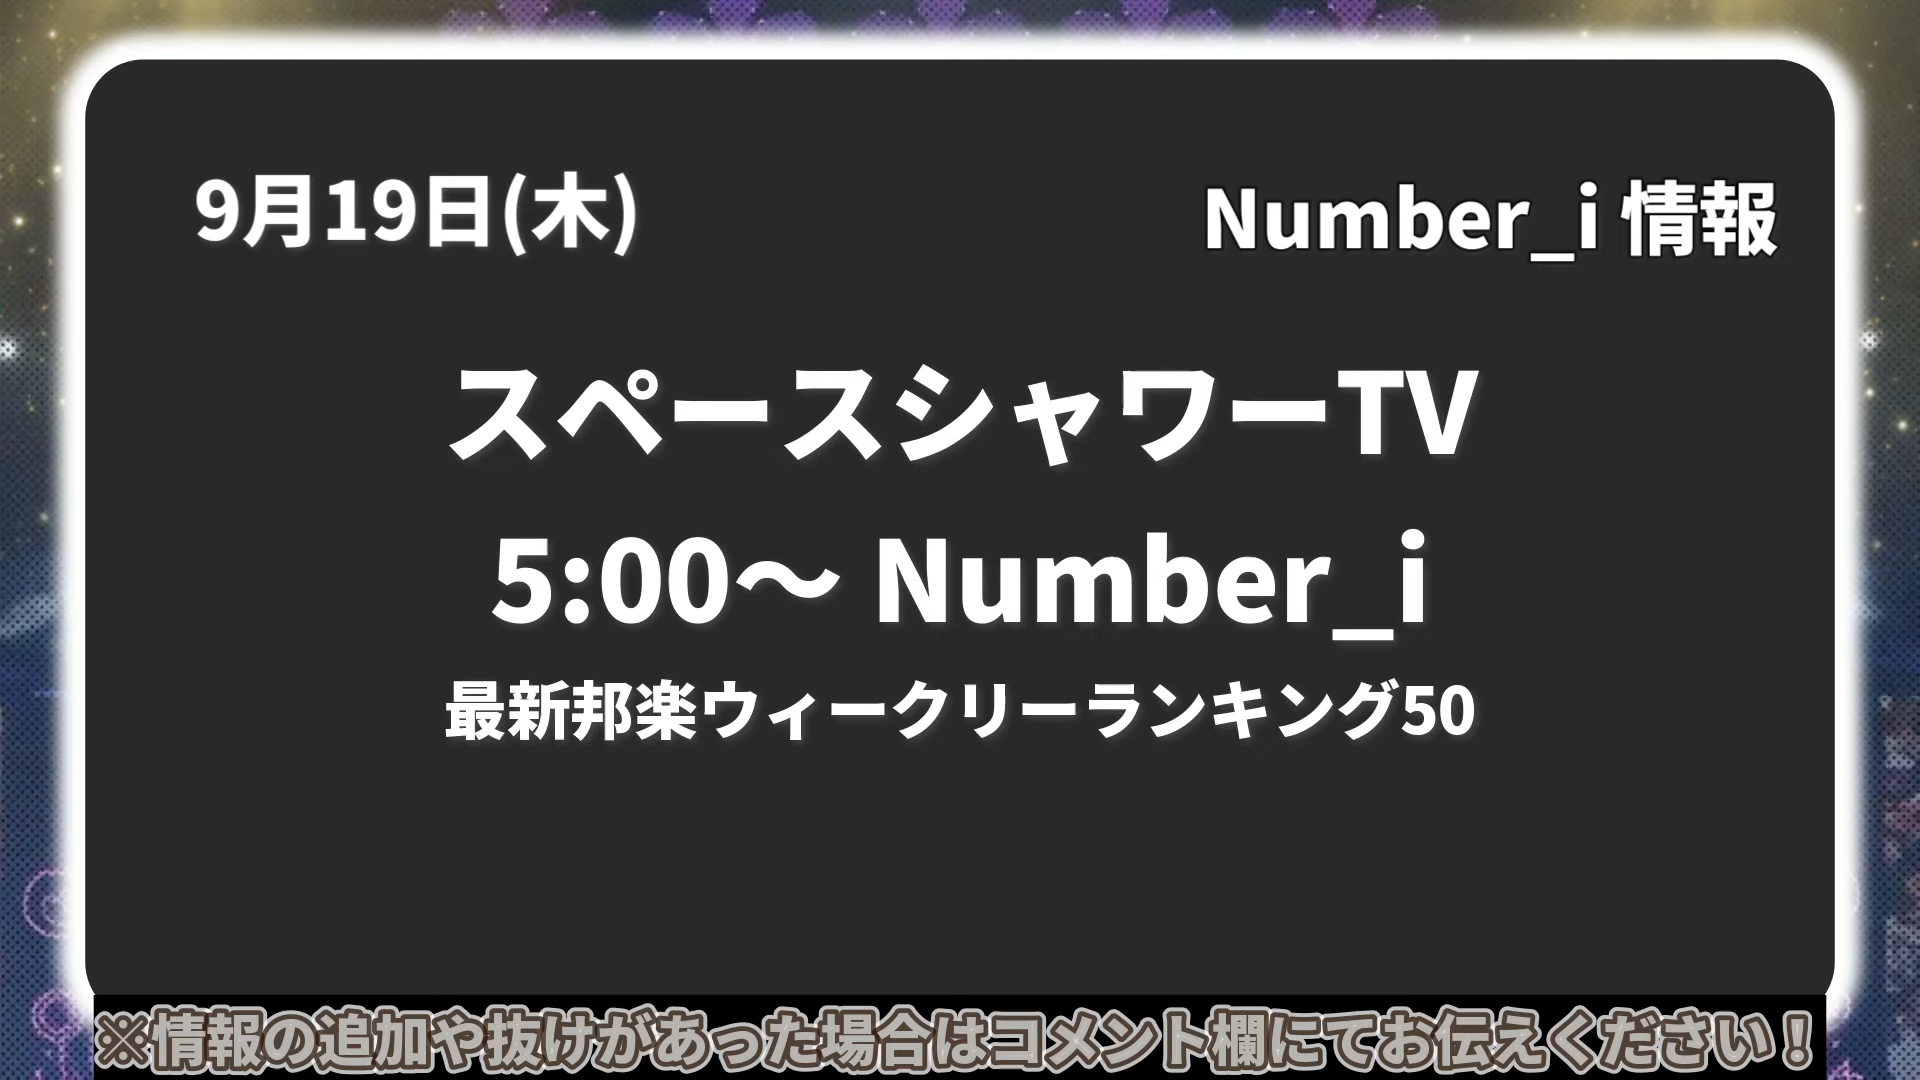 9月19日(木)
Number_i 情報
スペースシャワーTV
5:00〜 Number_i
最新邦楽ウィークリーランキング50
※情報の追加や抜けがあった場合はコメント欄にてお伝えください！